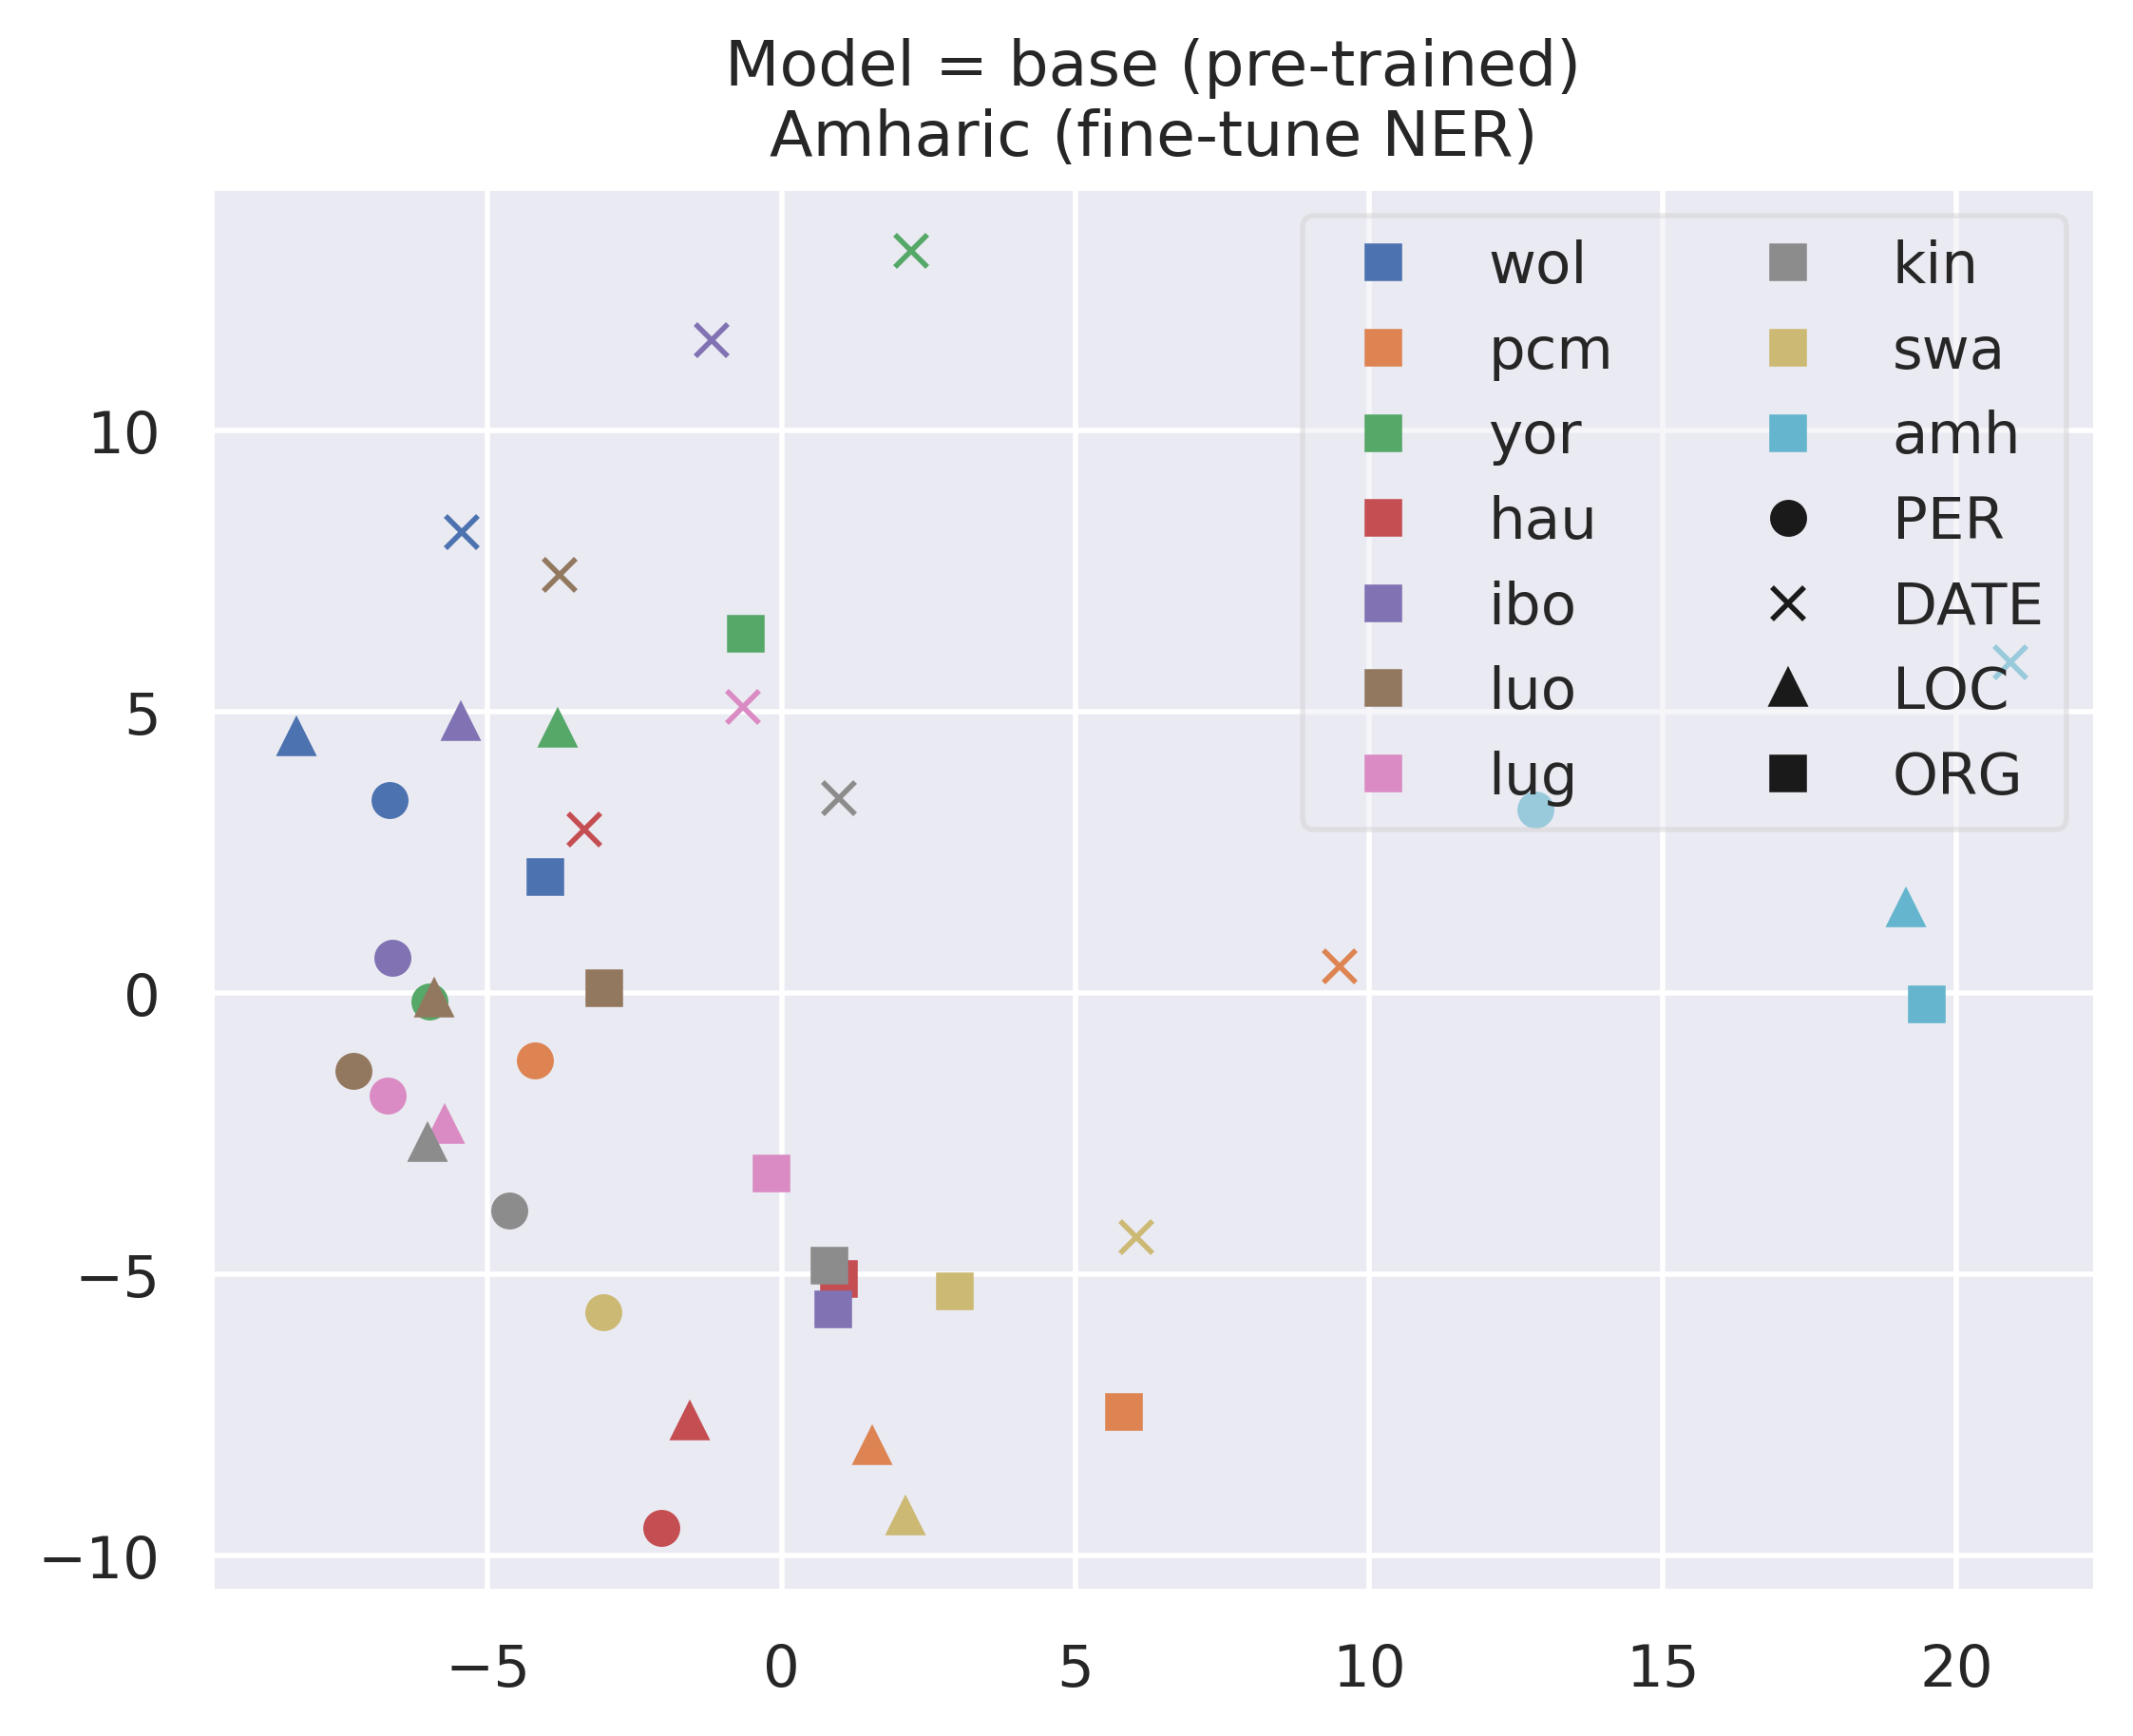 Model = base (pre-trained)
Amharic (fine-tune NER)
wol
pcm
yor
hau
ibo
luo
lug
kin
swa
amh
PER
DATE
LOC
ORG
10
5
0
−5
−10
−5
0
5
10
15
20